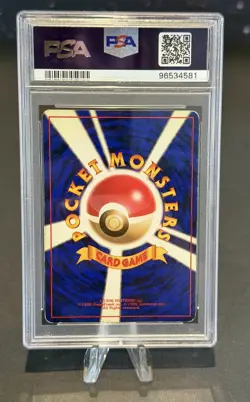 PSA
PSA
96534581
POCKET MONSTERS
CARD GAME